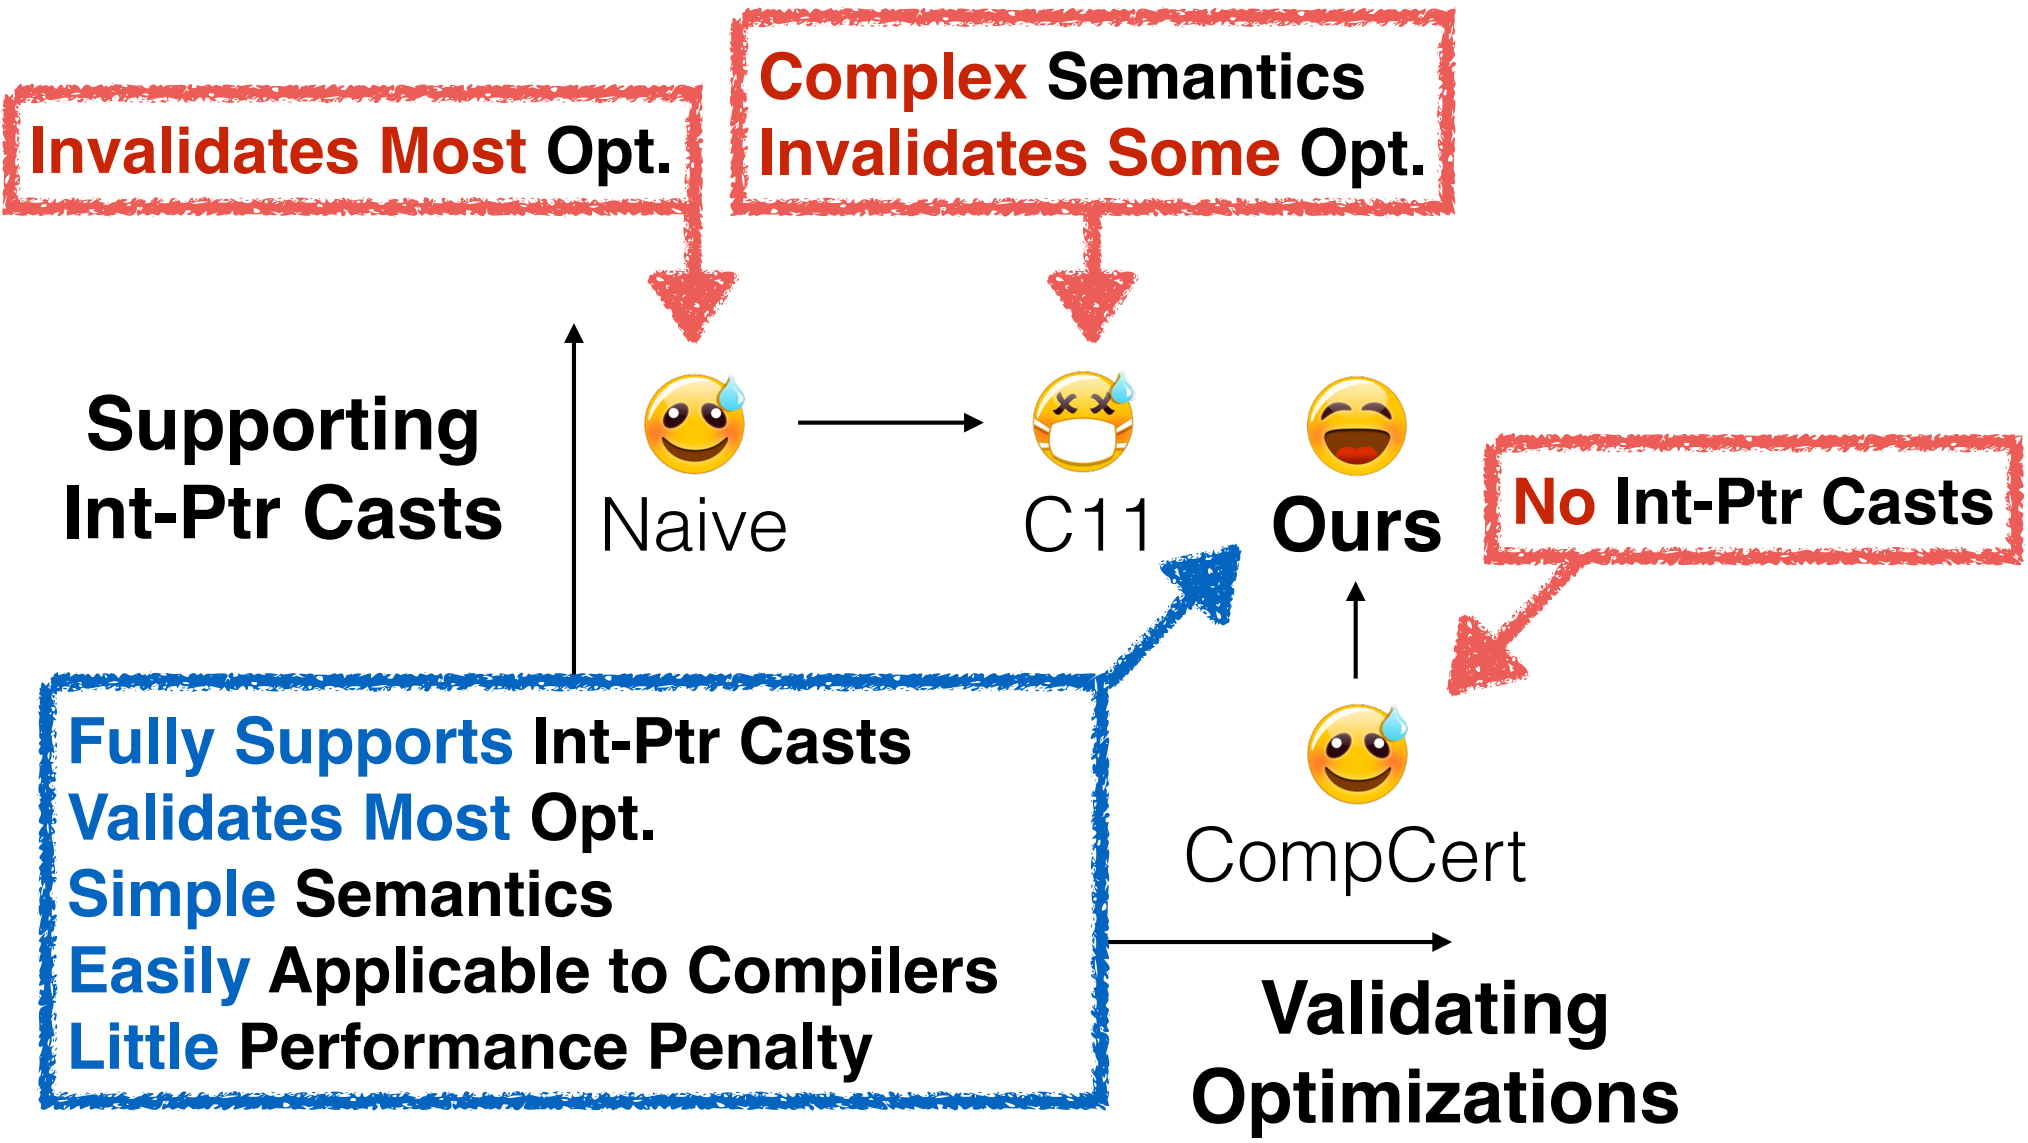 Complex Semantics
Invalidates Some Opt.
Invalidates Most Opt.
Supporting
Int-Ptr Casts
Naive
C11
Ours
No Int-Ptr Casts
Fully Supports Int-Ptr Casts
Validates Most Opt.
Simple Semantics
Easily Applicable to Compilers
Little Performance Penalty
CompCert
Validating
Optimizations